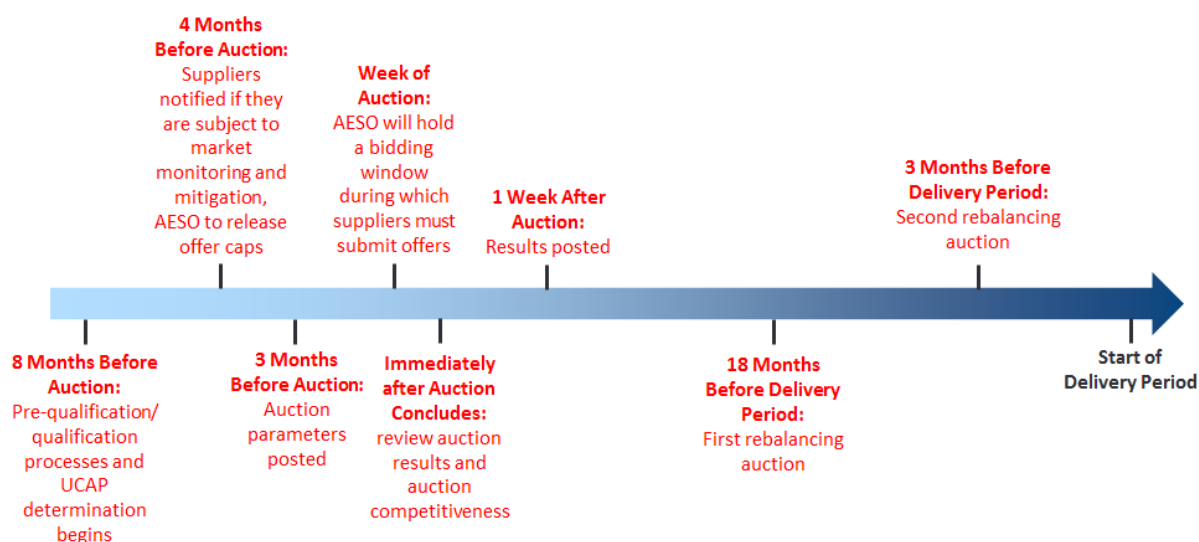 4 Months
Before Auction:
Suppliers
notified if they
are subject to
market
monitoring and
mitigation,
AESO to release
offer caps
Week of
Auction:
AESO will hold
a bidding
window
during which
suppliers must
submit offers
1 Week After
Auction:
Results posted
3 Months Before
Delivery Period:
Second rebalancing
auction
8 Months Before
Auction:
Pre-qualification/
qualification
processes and
UCAP
determination
begins
3 Months
Before Auction:
Auction
parameters
posted
Immediately
after Auction
Concludes:
review auction
results and
auction
competitiveness
18 Months
Before Delivery
Period:
First rebalancing
auction
Start of
Delivery Period